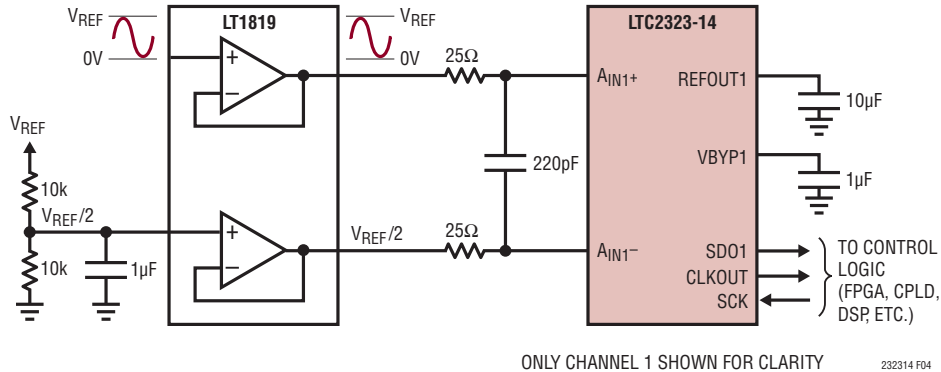 VREF
0V
LT1819
VREF
0V
LTC2323-14
25Ω
AIN1+
REFOUT1
10µF
VREF
VBYP1
220pF
1µF
10k
VREF/2
VREF/2
25Ω
10k
1µF
AIN1–
SDO1
CLKOUT
SCK
TO CONTROL
LOGIC
(FPGA, CPLD,
DSP, ETC.)
+
–
+
–
ONLY CHANNEL 1 SHOWN FOR CLARITY
232314 F04